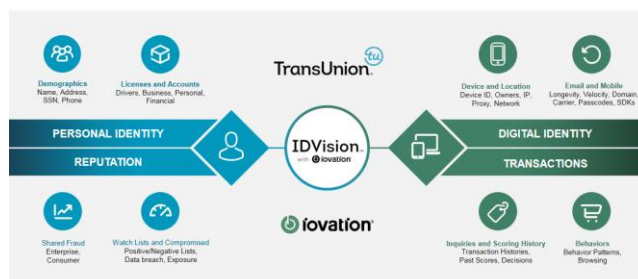 tu
TransUnion.
Demographics
Name, Address,
SSN, Phone
Licenses and Accounts
Drivers, Business, Personal,
Financial
Device and Location
Device ID, Owners, IP,
Proxy, Network
Email and Mobile
Longevity, Velocity, Domain,
Carrier, Passcodes, SDKs
PERSONAL IDENTITY
REPUTATION
IDVision
with iovation
DIGITAL IDENTITY
TRANSACTIONS
Shared Fraud
Enterprise,
Consumer
Watch Lists and Compromised
Positive/Negative Lists,
Data breach, Exposure
iovation
Inquiries and Scoring History
Transaction Histories,
Past Scores, Decisions
Behaviors
Behavior Patterns,
Browsing